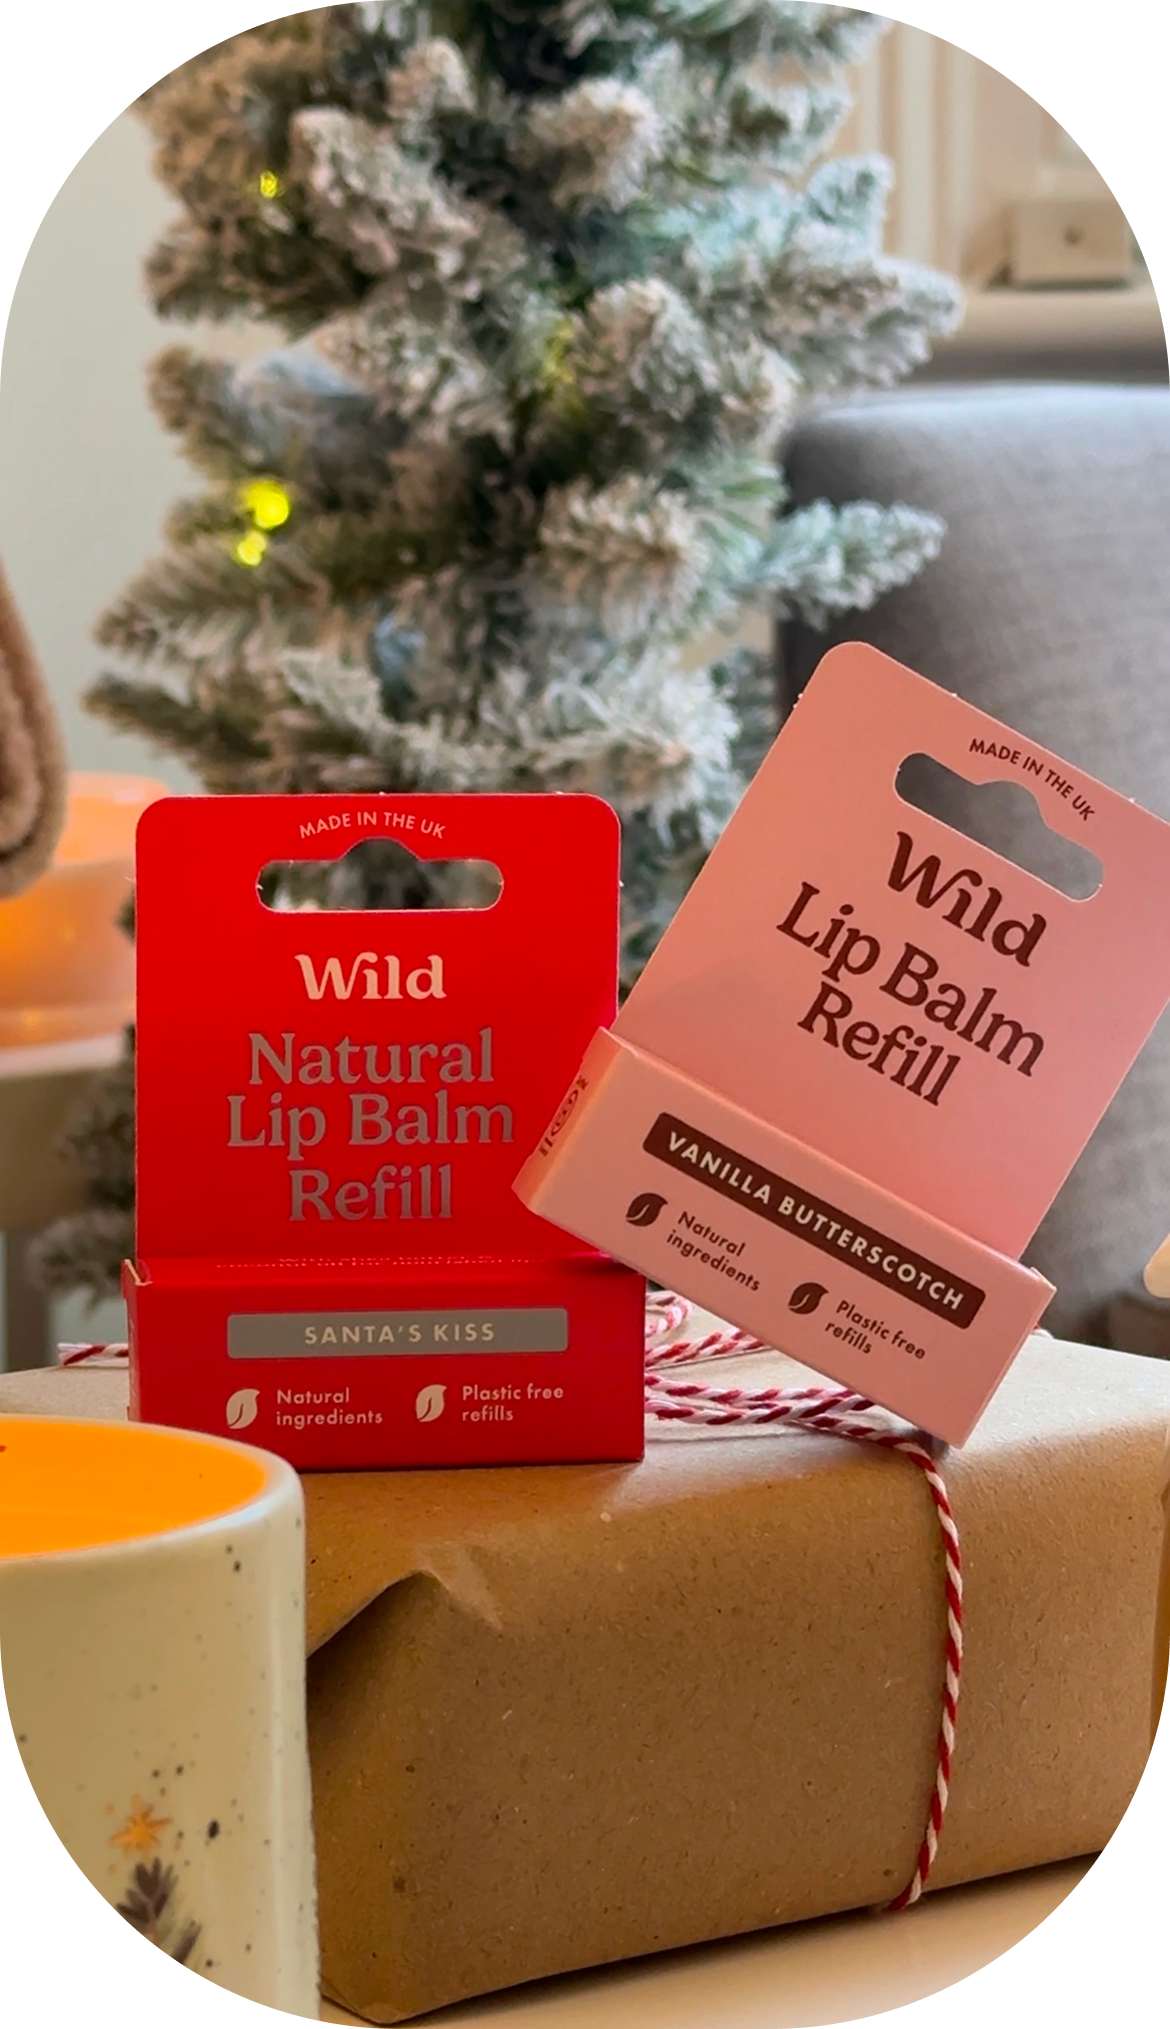 MADE IN THE UK
Wild
Natural
Lip Balm
Refill
SANTA'S KISS
Natural
ingredients
Plastic free
refills
MADE IN THE UK
Wild
Lip Balm
Refill
VANILLA BUTTERSCOTCH
Natural
ingredients
Plastic free
refills